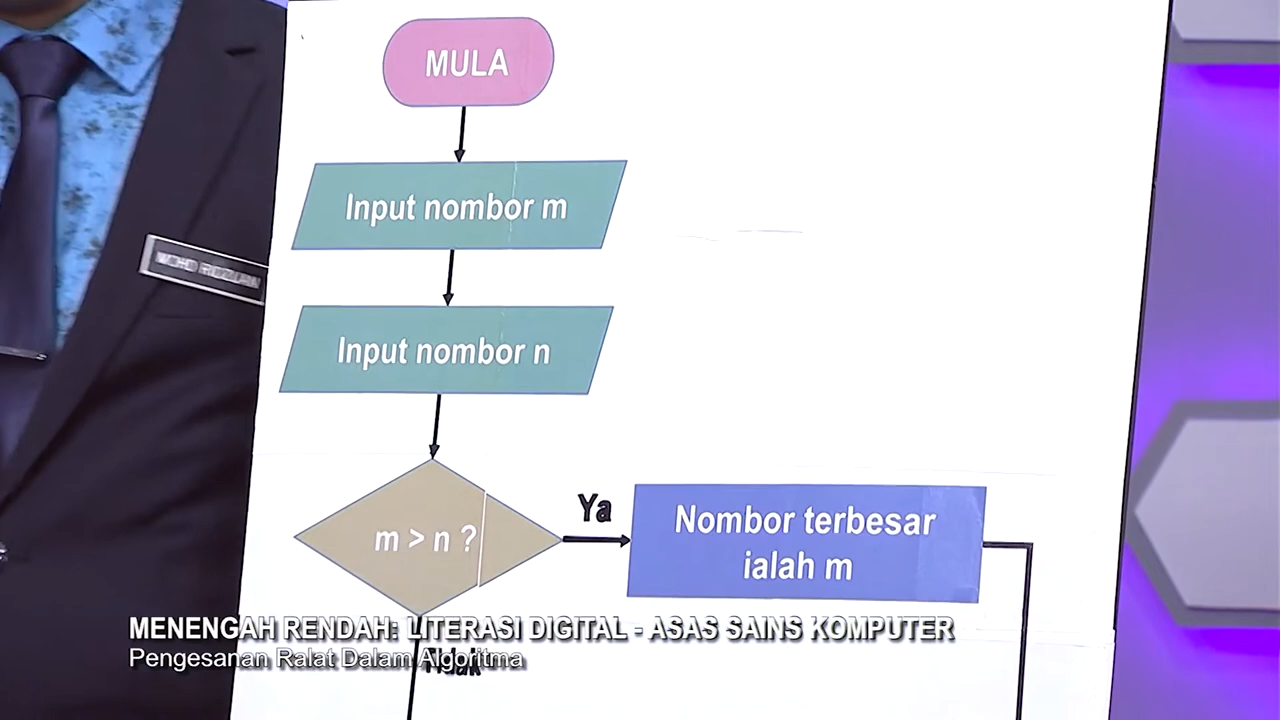 MULA
Input nombor m
Input nombor n
m > n ?
Ya
Nombor terbesar
ialah m
Tidak
MENENGAH RENDAH: LITERASI DIGITAL - ASAS SAINS KOMPUTER
Pengesanan Ralat Dalam Algoritma